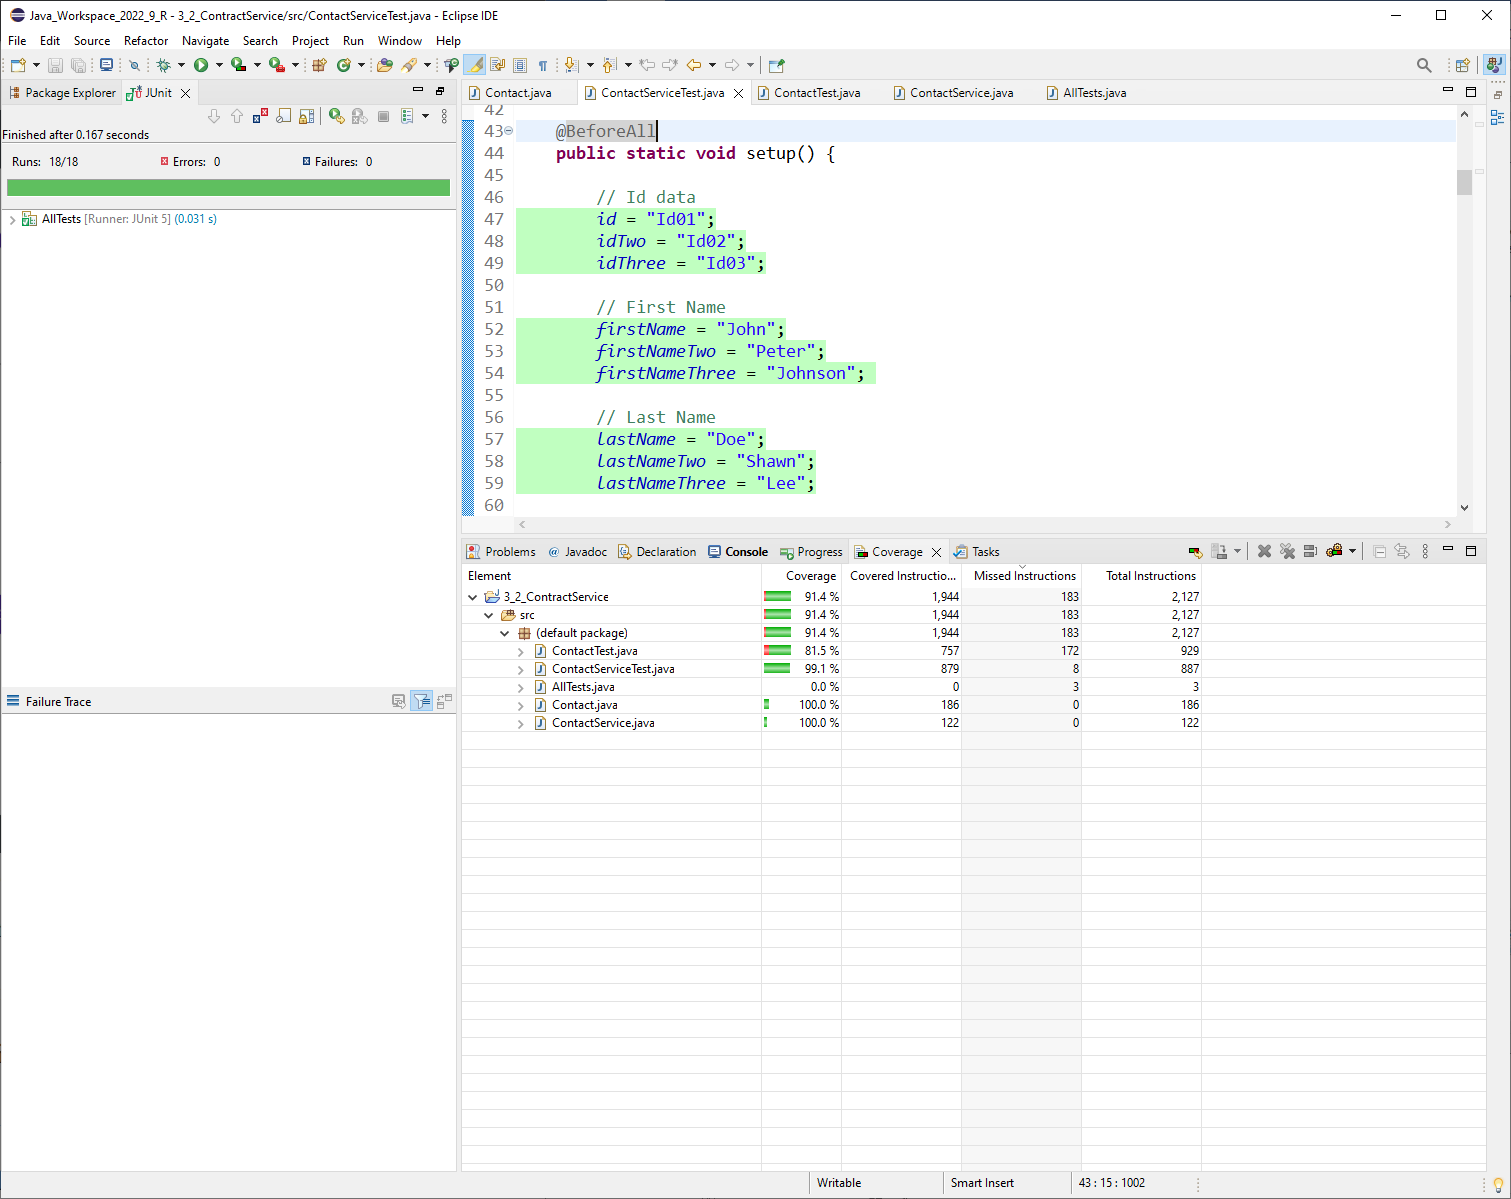 Java_Workspace_2022_9_R - 3_2_ContractService/src/ContactServiceTest.java - Eclipse IDE
File Edit Source Refactor Navigate Search Project Run Window Help
Package Explorer JUnit
Finished after 0.167 seconds
Runs: 18/18 Errors: 0 Failures: 0
AllTests [Runner: JUnit 5] (0.031 s)
Failure Trace
Contact.java ContactServiceTest.java ContactTest.java ContactService.java AllTests.java
42
43 @BeforeAll
44 public static void setup() {
45
46 // Id data
47 id = "Id01";
48 idTwo = "Id02";
49 idThree = "Id03";
50
51 // First Name
52 firstName = "John";
53 firstNameTwo = "Peter";
54 firstNameThree = "Johnson";
55
56 // Last Name
57 lastName = "Doe";
58 lastNameTwo = "Shawn";
59 lastNameThree = "Lee";
60
Problems @ Javadoc Declaration Console Progress Coverage Tasks
Element Coverage Covered Instructio... Missed Instructions Total Instructions
3_2_ContractService 91.4 % 1,944 183 2,127
src 91.4 % 1,944 183 2,127
(default package) 91.4 % 1,944 183 2,127
ContactTest.java 81.5 % 757 172 929
ContactServiceTest.java 99.1 % 879 8 887
AllTests.java 0.0 % 0 3 3
Contact.java 100.0 % 186 0 186
ContactService.java 100.0 % 122 0 122
Writable Smart Insert 43 : 15 : 1002